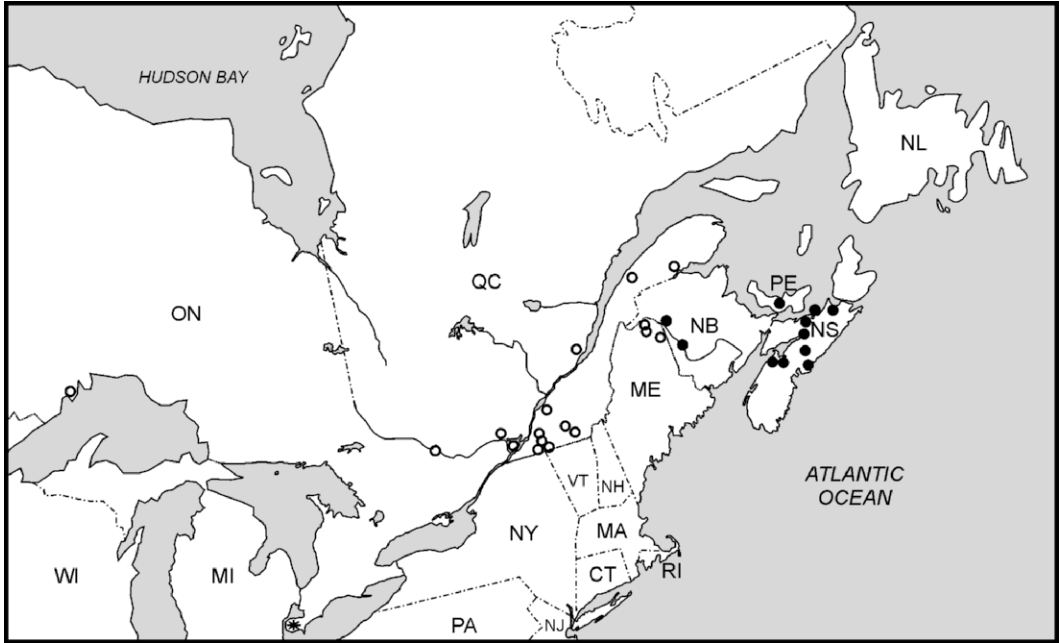 HUDSON BAY
NL
QC
PE
ON
NB
NS
ME
ATLANTIC
OCEAN
VT
NH
NY
MA
WI
MI
CT
RI
PA
NJ